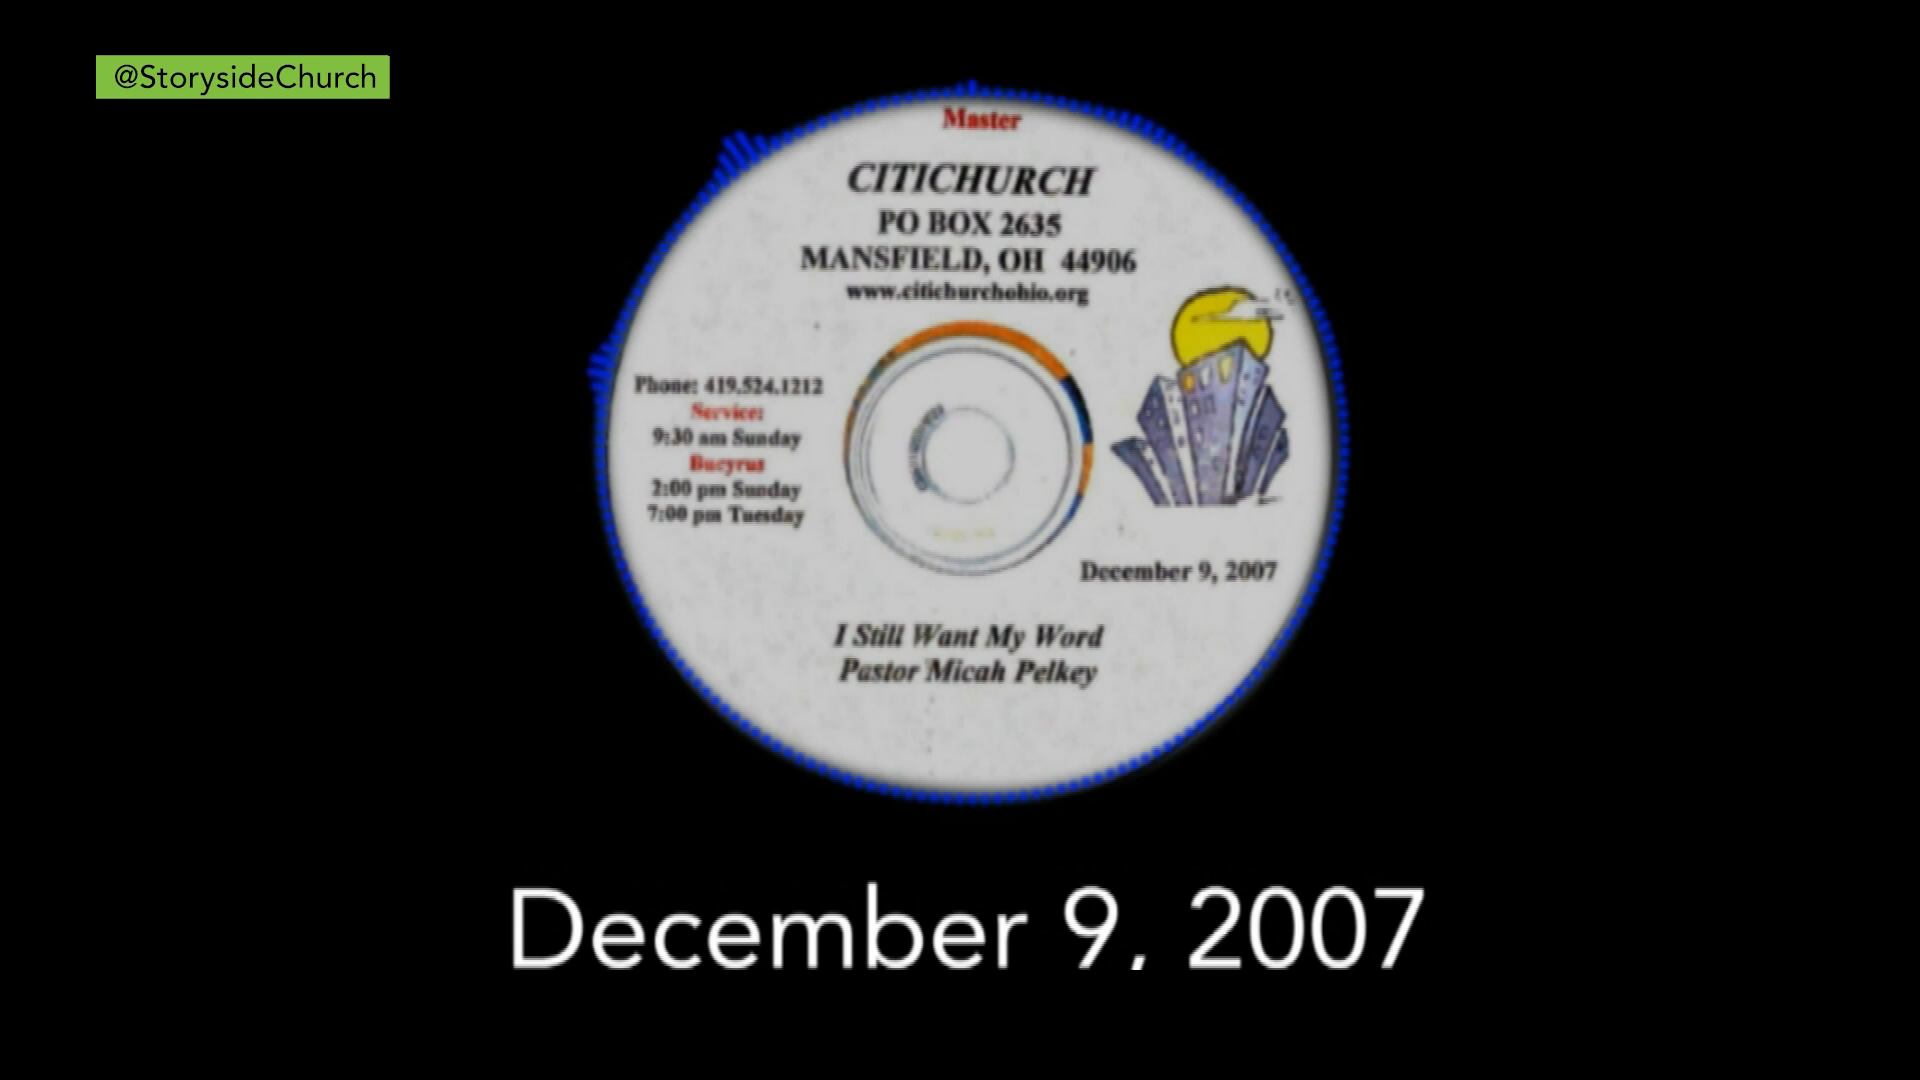 @StorysideChurch
Master
CITICHURCH
PO BOX 2635
MANSFIELD, OH 44906
www.citichurchohio.org
Phone: 419.524.1212
Service:
9:30 am Sunday
Bucyrus
2:00 pm Sunday
7:00 pm Tuesday
December 9, 2007
I Still Want My Word
Pastor Micah Pelkey
December 9, 2007